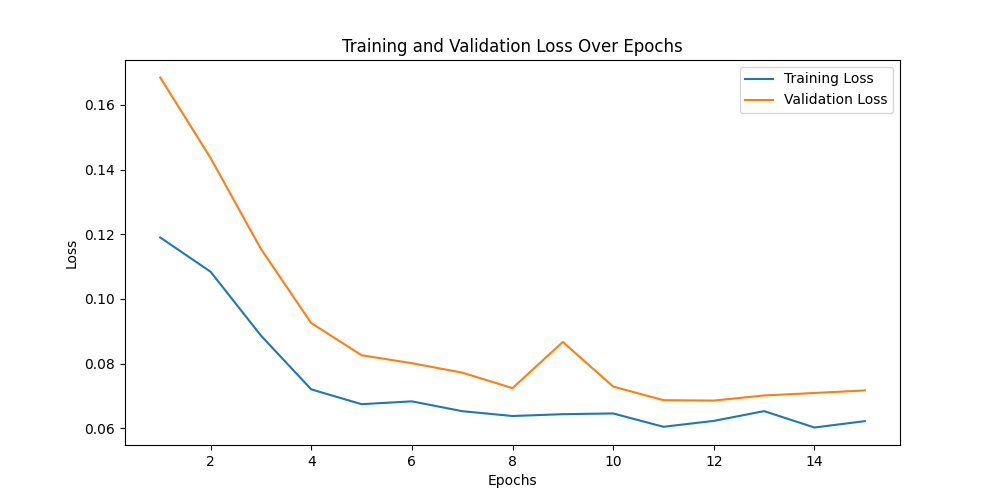 Training and Validation Loss Over Epochs
Training Loss
Validation Loss
0.16
0.14
0.12
0.10
0.08
0.06
Loss
2 4 6 8 10 12 14
Epochs